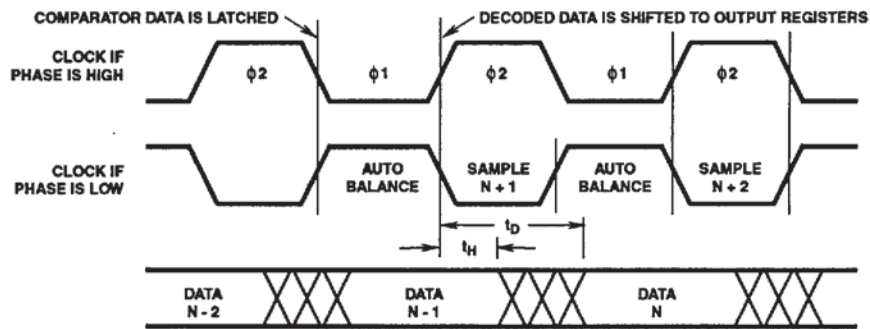 COMPARATOR DATA IS LATCHED
DECODED DATA IS SHIFTED TO OUTPUT REGISTERS
CLOCK IF
PHASE IS HIGH
ϕ2
ϕ1
ϕ2
ϕ1
ϕ2
CLOCK IF
PHASE IS LOW
AUTO
BALANCE
SAMPLE
N + 1
AUTO
BALANCE
SAMPLE
N + 2
tD
tH
DATA
N - 2
DATA
N - 1
DATA
N